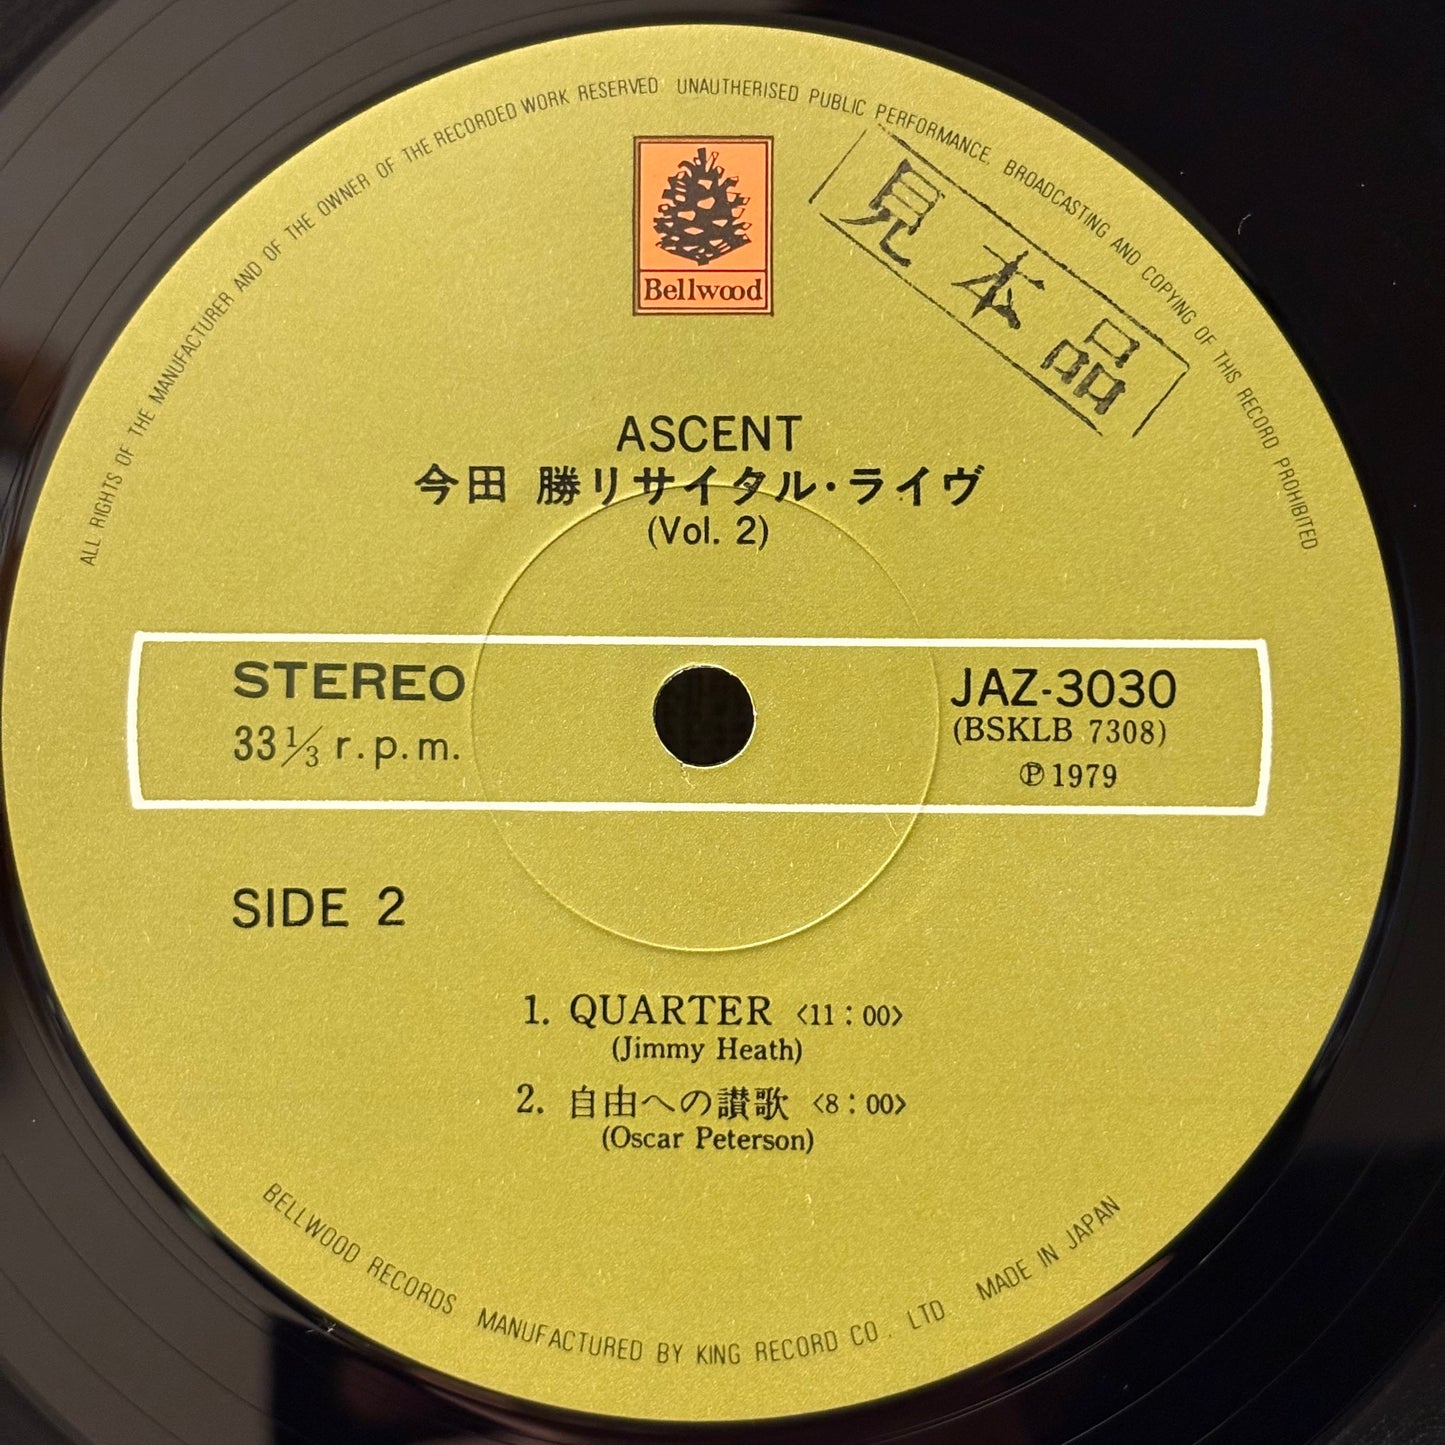 ALL RIGHTS OF THE MANUFACTURER AND OF THE OWNER OF THE RECORDED WORK RESERVED UNAUTHERISED PUBLIC PERFORMANCE, BROADCASTING AND COPYING OF THIS RECORD PROHIBITED
Bellwood
見本品
ASCENT
今田 勝リサイタル・ライヴ
(Vol. 2)
STEREO
33 1/3 r.p.m.
JAZ-3030
(BSKLB 7308)
Ⓟ1979
SIDE 2
1. QUARTER <11:00>
(Jimmy Heath)
2. 自由への讃歌 <8:00>
(Oscar Peterson)
BELLWOOD RECORDS MANUFACTURED BY KING RECORD CO., LTD MADE IN JAPAN